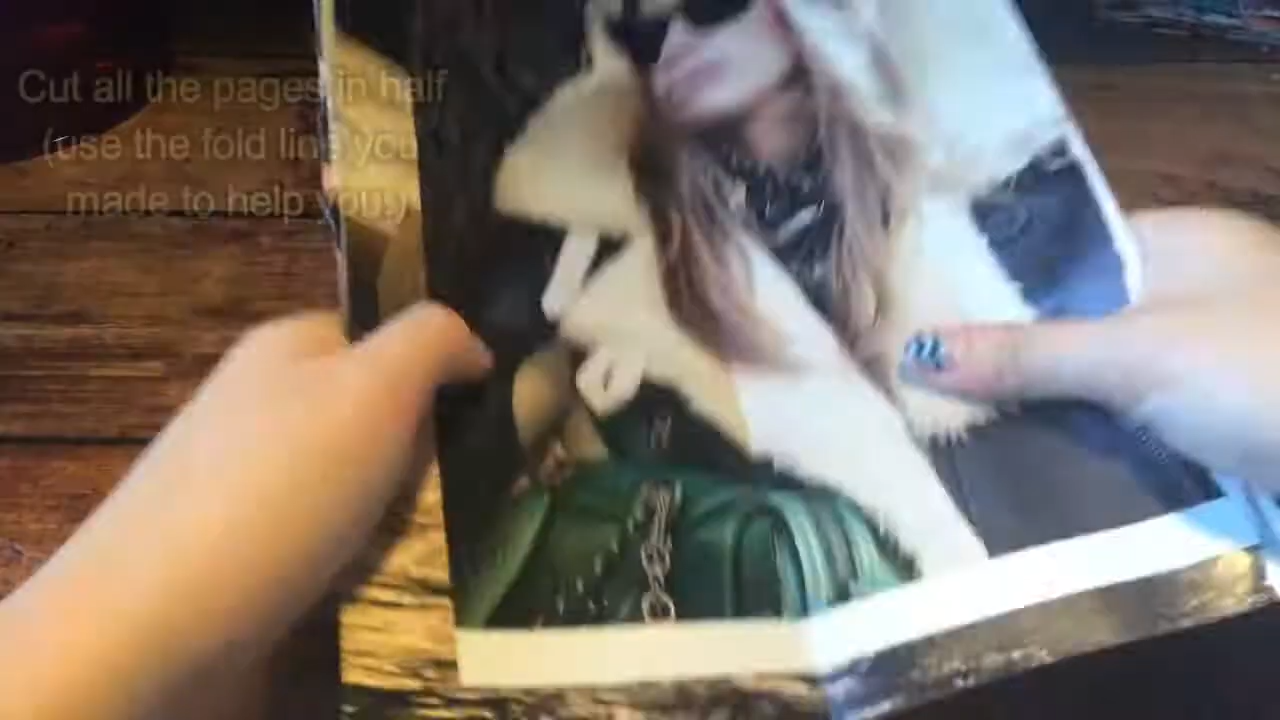 Cut all the pages in half
(use the fold line you
made to help you.)